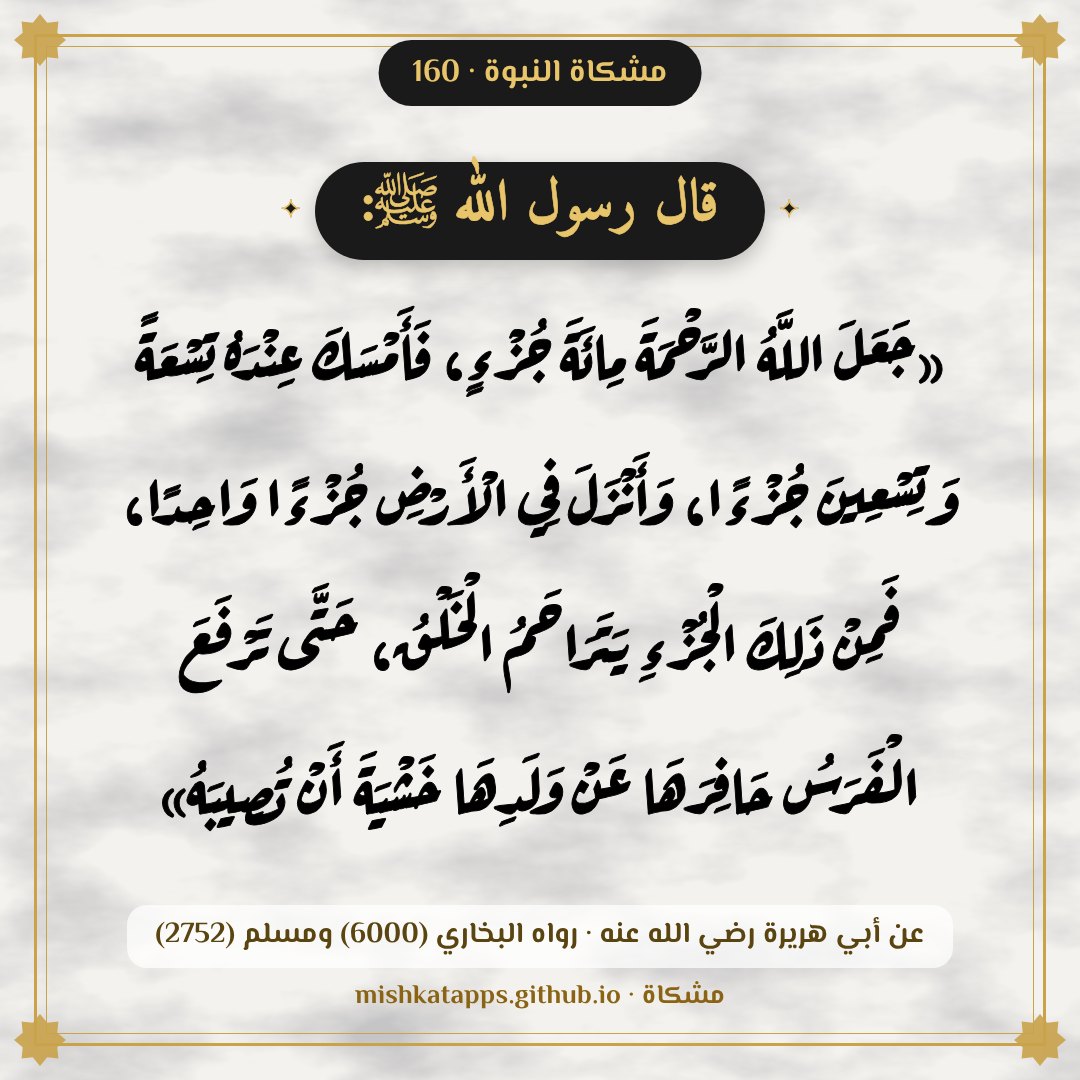 مشكاة النبوة · 160
قال رسول الله ﷺ:
«جَعَلَ اللَّهُ الرَّحْمَةَ مِائَةَ جُزْءٍ، فَأَمْسَكَ عِنْدَهُ تِسْعَةً
وَتِسْعِينَ جُزْءًا، وَأَنْزَلَ فِي الْأَرْضِ جُزْءًا وَاحِدًا،
فَمِنْ ذَلِكَ الْجُزْءِ يَتَرَاحَمُ الْخَلْقُ، حَتَّى تَرْفَعَ
الْفَرَسُ حَافِرَهَا عَنْ وَلَدِهَا خَشْيَةَ أَنْ تُصِيبَهُ»
عن أبي هريرة رضي الله عنه · رواه البخاري (6000) ومسلم (2752)
مشكاة · mishkatapps.github.io